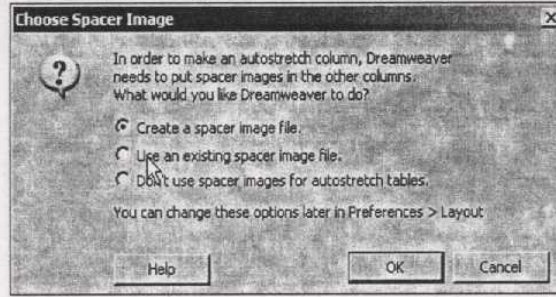 Choose Spacer Image
In order to make an autostretch column, Dreamweaver
needs to put spacer images in the other columns.
What would you like Dreamweaver to do?
Create a spacer image file.
Use an existing spacer image file.
Don't use spacer images for autostretch tables.
You can change these options later in Preferences > Layout
Help OK Cancel